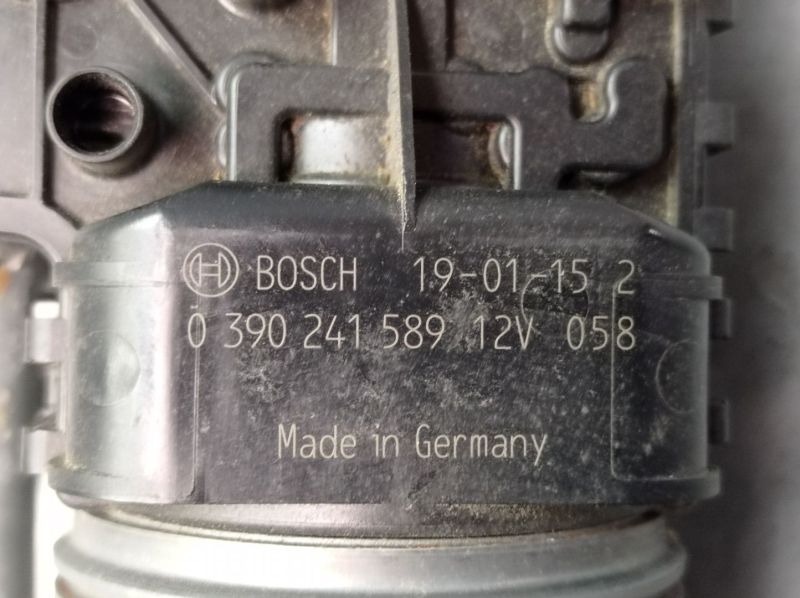 BOSCH 19-01-15 2
0 390 241 589 12V 058
Made in Germany